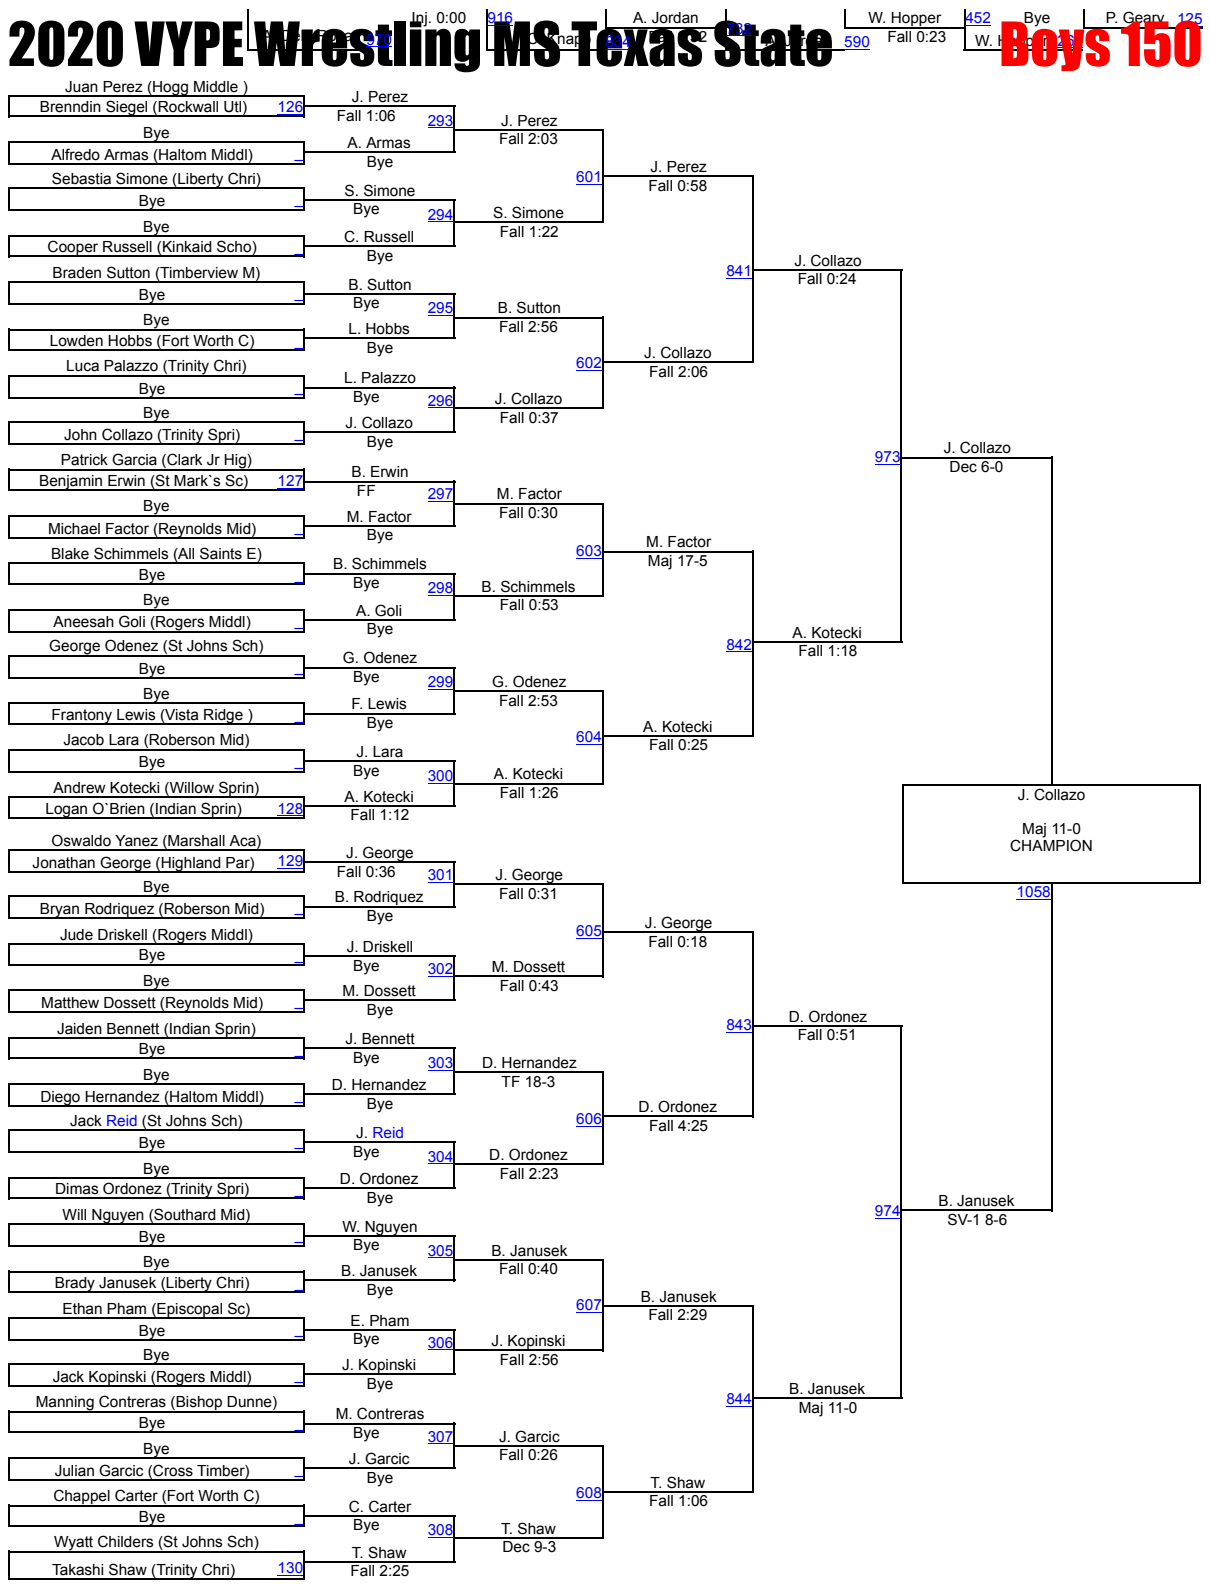 Inj. 0:00 916 A. Jordan W. Hopper 452 Bye P. Geary 125
970 834 732 590 Fall 0:23
2020 VYPE Wrestling MS Texas State Boys 150
Juan Perez (Hogg Middle )
Brenndin Siegel (Rockwall Utl) 126
Bye
Alfredo Armas (Haltom Middl) _
Sebastia Simone (Liberty Chri)
Bye _
Bye
Cooper Russell (Kinkaid Scho) _
Braden Sutton (Timberview M)
Bye _
Bye
Lowden Hobbs (Fort Worth C) _
Luca Palazzo (Trinity Chri)
Bye _
Bye
John Collazo (Trinity Spri) _
Patrick Garcia (Clark Jr Hig)
Benjamin Erwin (St Mark`s Sc) 127
Bye
Michael Factor (Reynolds Mid) _
Blake Schimmels (All Saints E)
Bye _
Bye
Aneesah Goli (Rogers Middl) _
George Odenez (St Johns Sch)
Bye _
Bye
Frantony Lewis (Vista Ridge ) _
Jacob Lara (Roberson Mid)
Bye _
Andrew Kotecki (Willow Sprin)
Logan O`Brien (Indian Sprin) 128
Oswaldo Yanez (Marshall Aca)
Jonathan George (Highland Par) 129
Bye
Bryan Rodriquez (Roberson Mid) _
Jude Driskell (Rogers Middl)
Bye _
Bye
Matthew Dossett (Reynolds Mid) _
Jaiden Bennett (Indian Sprin)
Bye _
Bye
Diego Hernandez (Haltom Middl) _
Jack Reid (St Johns Sch)
Bye _
Bye
Dimas Ordonez (Trinity Spri) _
Will Nguyen (Southard Mid)
Bye _
Bye
Brady Janusek (Liberty Chri) _
Ethan Pham (Episcopal Sc)
Bye _
Bye
Jack Kopinski (Rogers Middl) _
Manning Contreras (Bishop Dunne)
Bye _
Bye
Julian Garcic (Cross Timber) _
Chappel Carter (Fort Worth C)
Bye _
Wyatt Childers (St Johns Sch)
Takashi Shaw (Trinity Chri) 130
J. Perez
Fall 1:06 293
A. Armas
Bye
S. Simone
Bye 294
C. Russell
Bye
B. Sutton
Bye 295
L. Hobbs
Bye
L. Palazzo
Bye 296
J. Collazo
Bye
B. Erwin
FF 297
M. Factor
Bye
B. Schimmels
Bye 298
A. Goli
Bye
G. Odenez
Bye 299
F. Lewis
Bye
J. Lara
Bye 300
A. Kotecki
Fall 1:12
J. George
Fall 0:36 301
B. Rodriquez
Bye
J. Driskell
Bye 302
M. Dossett
Bye
J. Bennett
Bye 303
D. Hernandez
Bye
J. Reid
Bye 304
D. Ordonez
Bye
W. Nguyen
Bye 305
B. Janusek
Bye
E. Pham
Bye 306
J. Kopinski
Bye
M. Contreras
Bye 307
J. Garcic
Bye
C. Carter
Bye 308
T. Shaw
Fall 2:25
J. Perez
Fall 2:03
601
S. Simone
Fall 1:22
B. Sutton
Fall 2:56
602
J. Collazo
Fall 0:37
M. Factor
Fall 0:30
603
B. Schimmels
Fall 0:53
G. Odenez
Fall 2:53
604
A. Kotecki
Fall 1:26
J. George
Fall 0:31
605
M. Dossett
Fall 0:43
D. Hernandez
TF 18-3
606
D. Ordonez
Fall 2:23
B. Janusek
Fall 0:40
607
J. Kopinski
Fall 2:56
J. Garcic
Fall 0:26
608
T. Shaw
Dec 9-3
J. Perez
Fall 0:58
841
J. Collazo
Fall 2:06
M. Factor
Maj 17-5
842
A. Kotecki
Fall 0:25
J. George
Fall 0:18
843
D. Ordonez
Fall 4:25
B. Janusek
Fall 2:29
844
T. Shaw
Fall 1:06
J. Collazo
Fall 0:24
973
A. Kotecki
Fall 1:18
D. Ordonez
Fall 0:51
974
B. Janusek
Maj 11-0
J. Collazo
Dec 6-0
B. Janusek
SV-1 8-6
J. Collazo
Maj 11-0
CHAMPION
1058